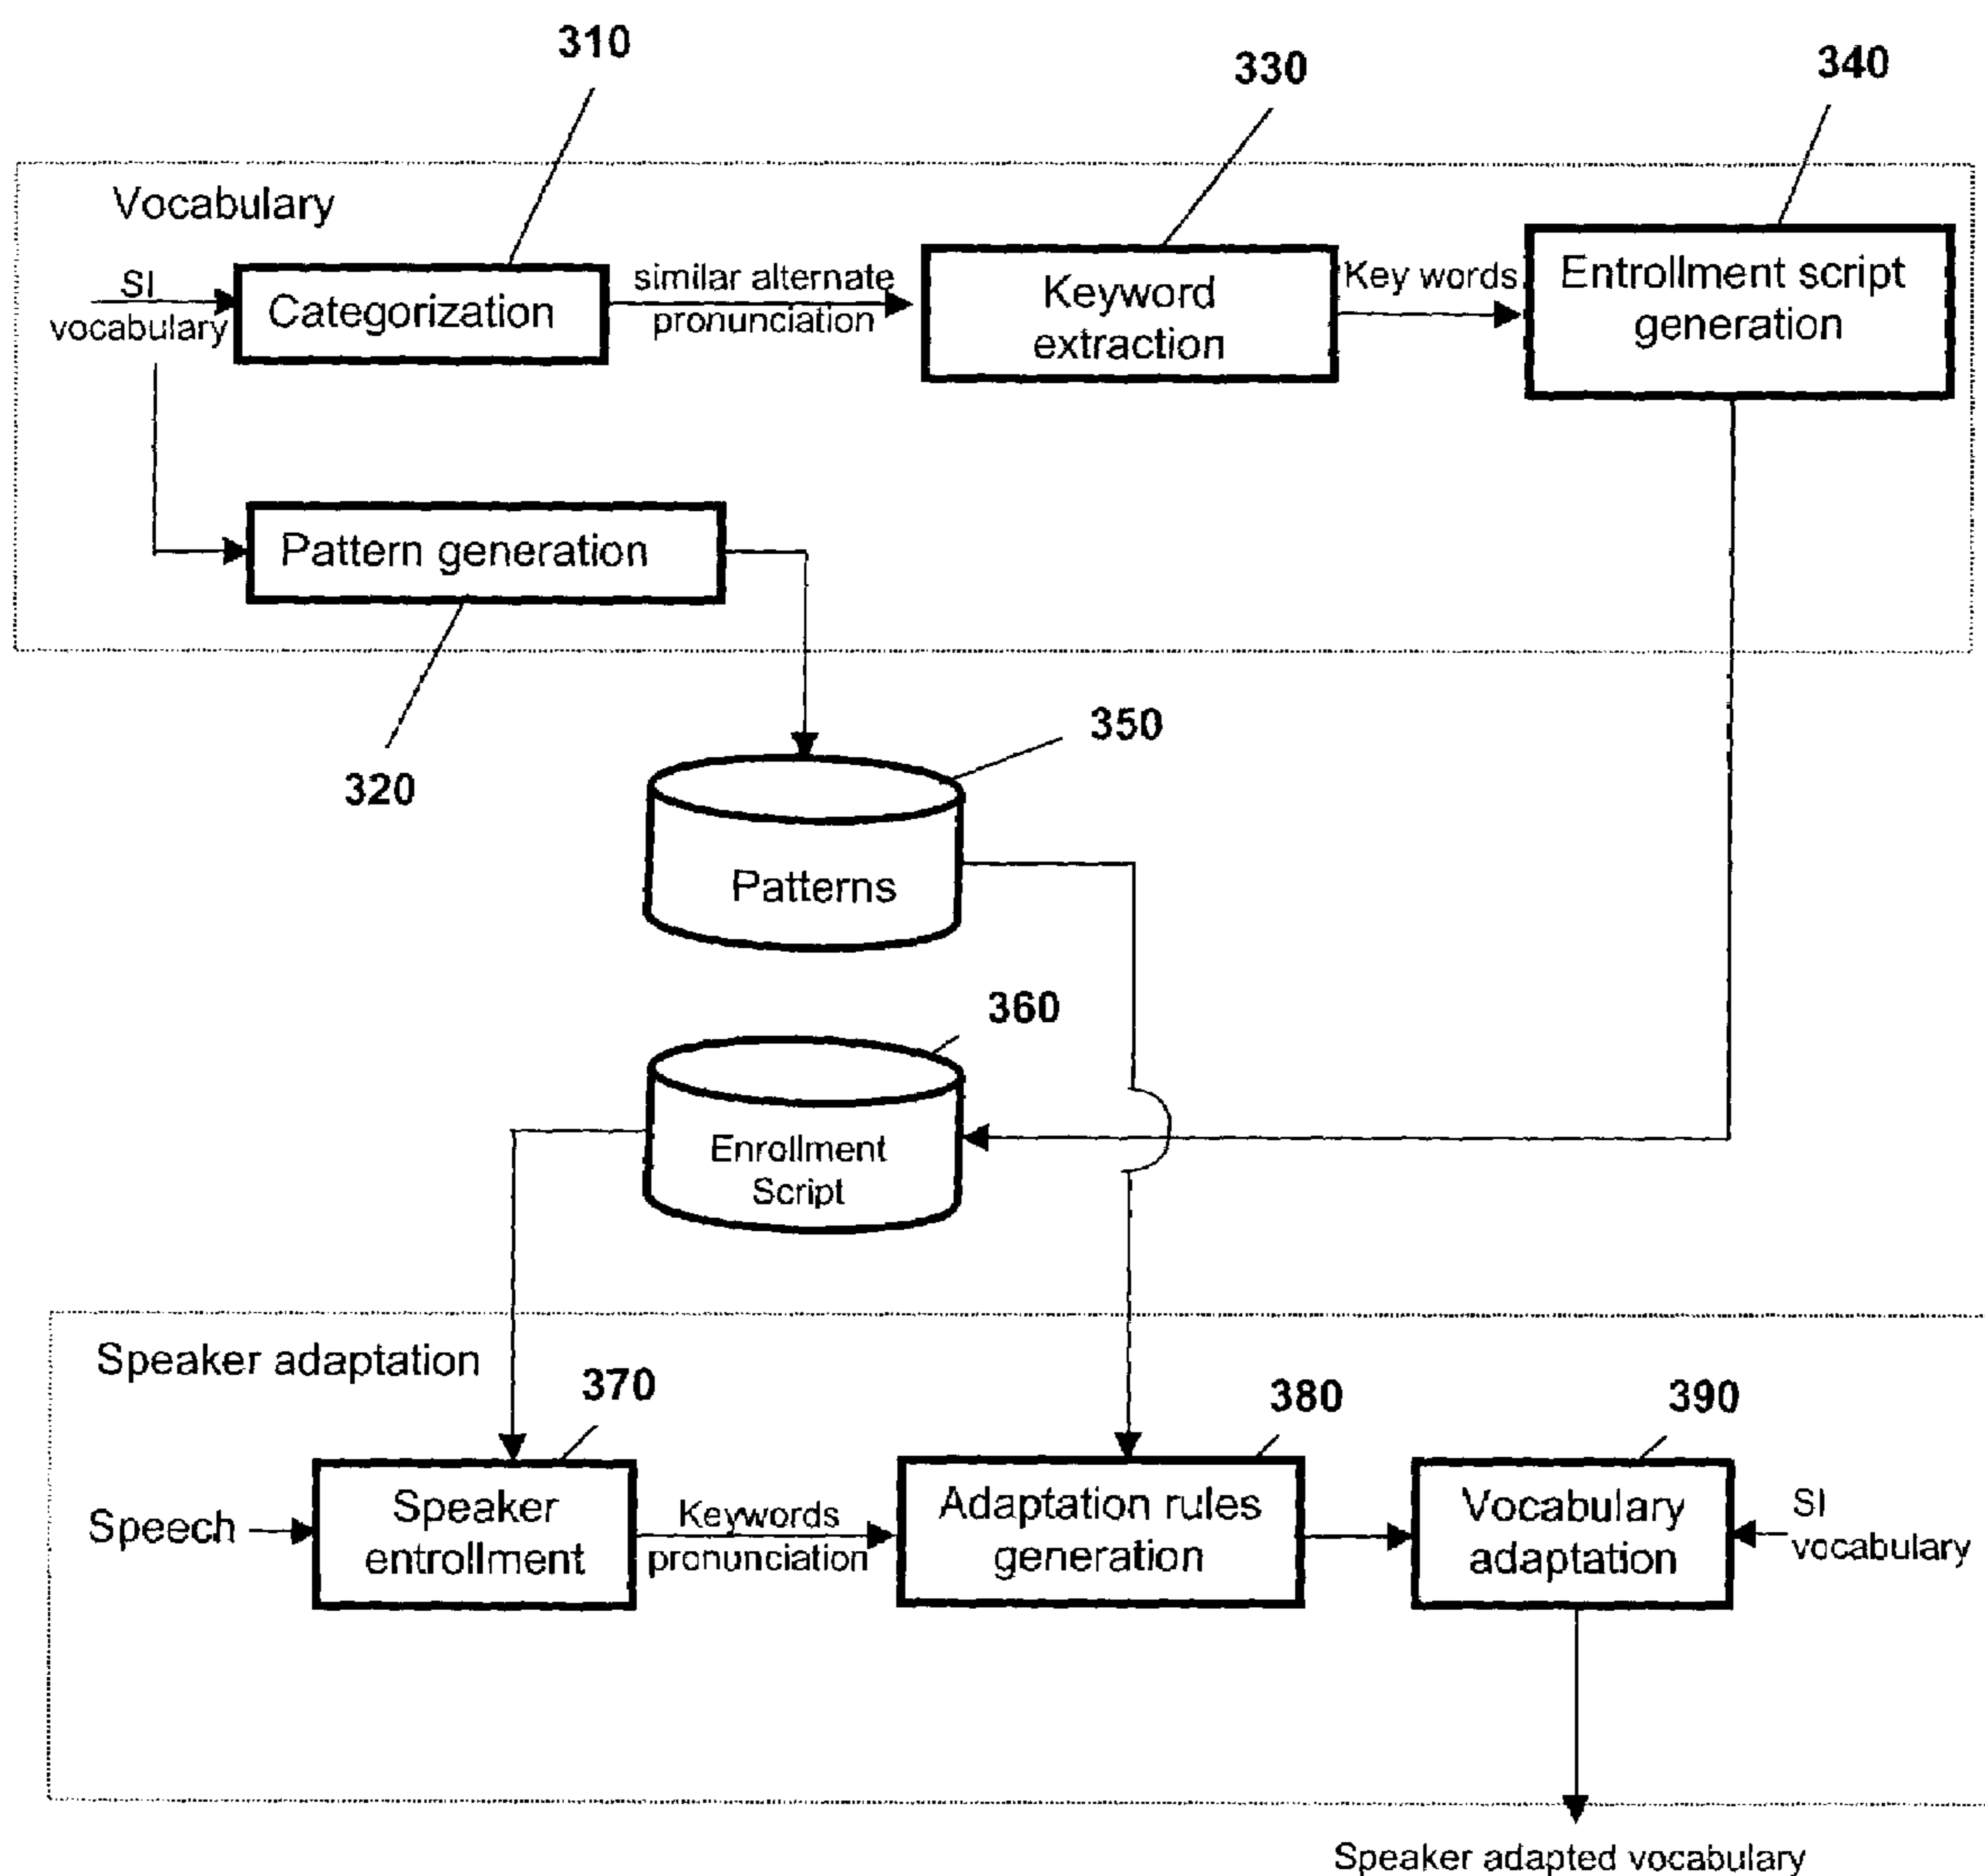 310
330
340
Vocabulary
SI
vocabulary
Categorization
similar alternate
pronunciation
Keyword
extraction
Key words
Entrollment script
generation
Pattern generation
320
350
Patterns
360
Enrollment
Script
Speaker adaptation
370
380
390
Speech
Speaker
entrollment
Keywords
pronunciation
Adaptation rules
generation
Vocabulary
adaptation
SI
vocabulary
Speaker adapted vocabulary